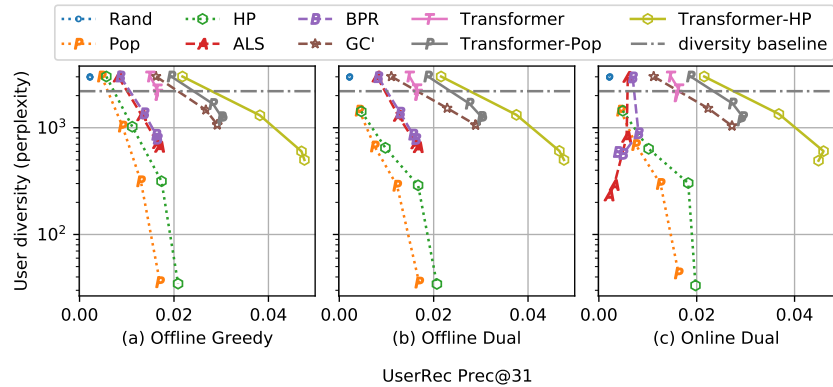 Rand HP BPR Transformer Transformer-HP
Pop ALS GC' Transformer-Pop diversity baseline
User diversity (perplexity)
10³
10²
0.00 0.02 0.04
(a) Offline Greedy
0.00 0.02 0.04
(b) Offline Dual
0.00 0.02 0.04
(c) Online Dual
UserRec Prec@31